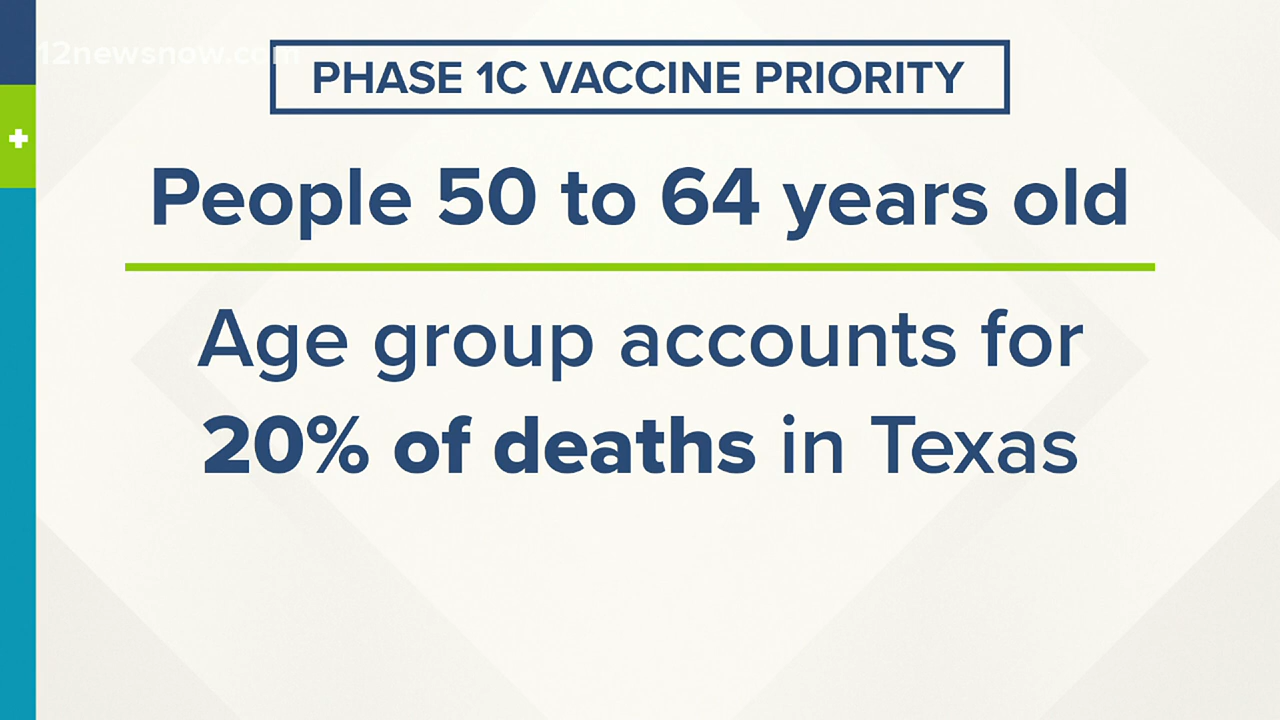 12newsnow.com
PHASE 1C VACCINE PRIORITY
People 50 to 64 years old
Age group accounts for
20% of deaths in Texas